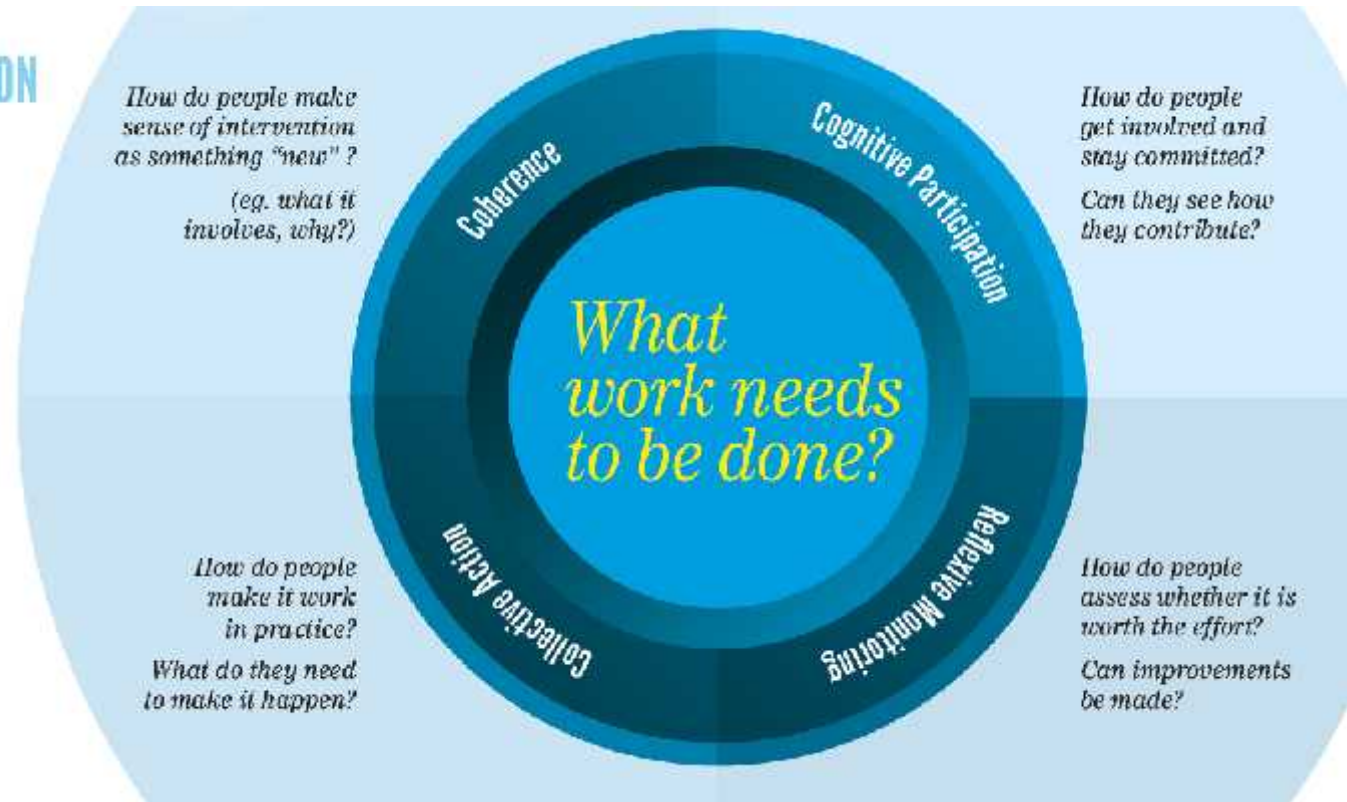 ON
How do people make
sense of intervention
as something “new” ?
(eg. what it
involves, why?)
Coherence
Cognitive Participation
How do people
get involved and
stay committed?
Can they see how
they contribute?
What
work needs
to be done?
How do people
make it work
in practice?
What do they need
to make it happen?
Collective Action
Reflexive Monitoring
How do people
assess whether it is
worth the effort?
Can improvements
be made?